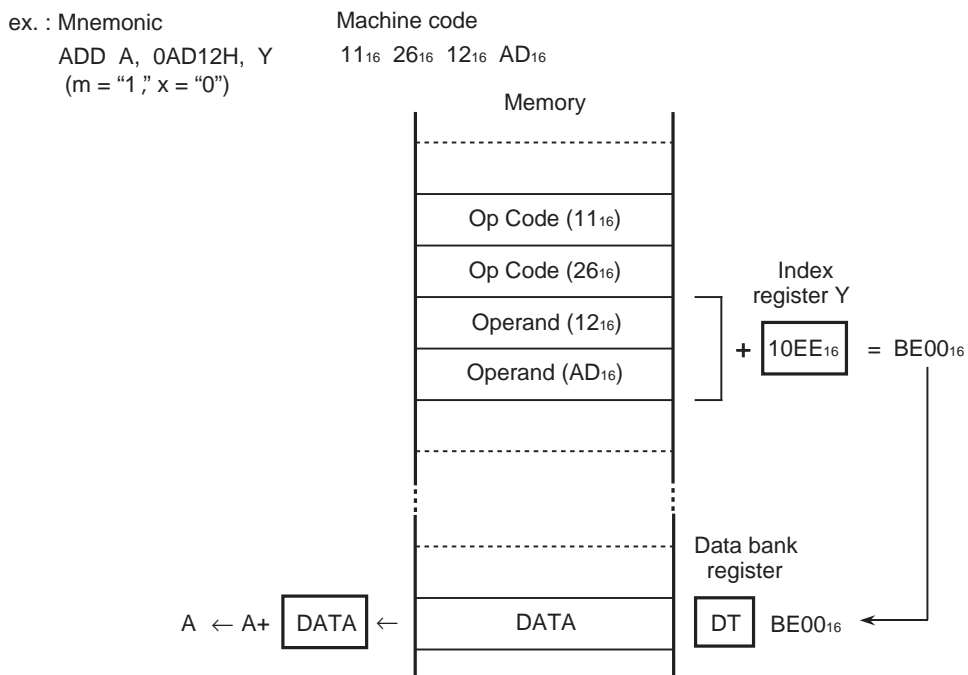 ex. : Mnemonic Machine code
ADD A, 0AD12H, Y 11₁₆ 26₁₆ 12₁₆ AD₁₆
(m = “1,” x = “0”)
Memory
Op Code (11₁₆)
Op Code (26₁₆)
Index
register Y
Operand (12₁₆)
+ 10EE₁₆ = BE00₁₆
Operand (AD₁₆)
Data bank
register
A ← A+ DATA ← DATA DT BE00₁₆